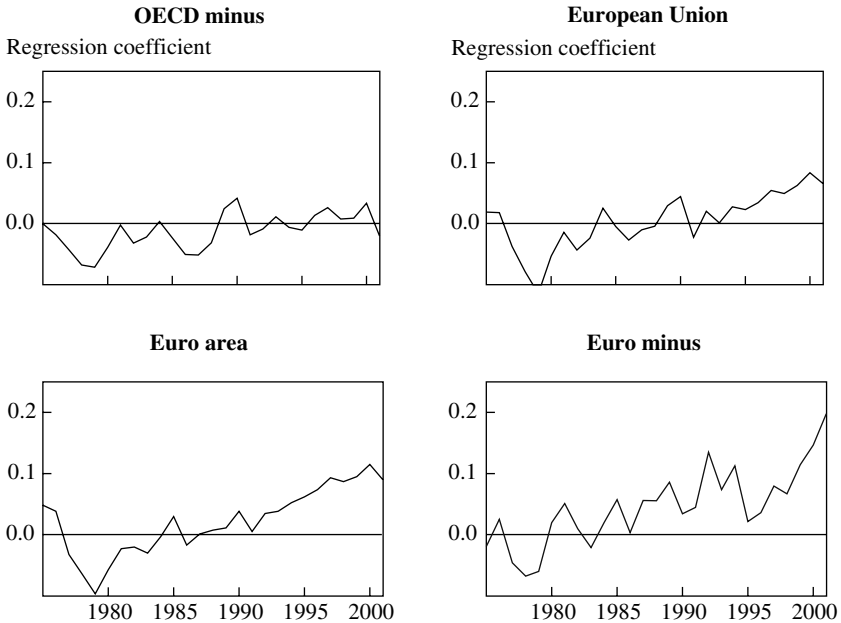 OECD minus
Regression coefficient
0.2
0.1
0.0
European Union
Regression coefficient
0.2
0.1
0.0
Euro area
0.2
0.1
0.0
1980 1985 1990 1995 2000
Euro minus
0.2
0.1
0.0
1980 1985 1990 1995 2000